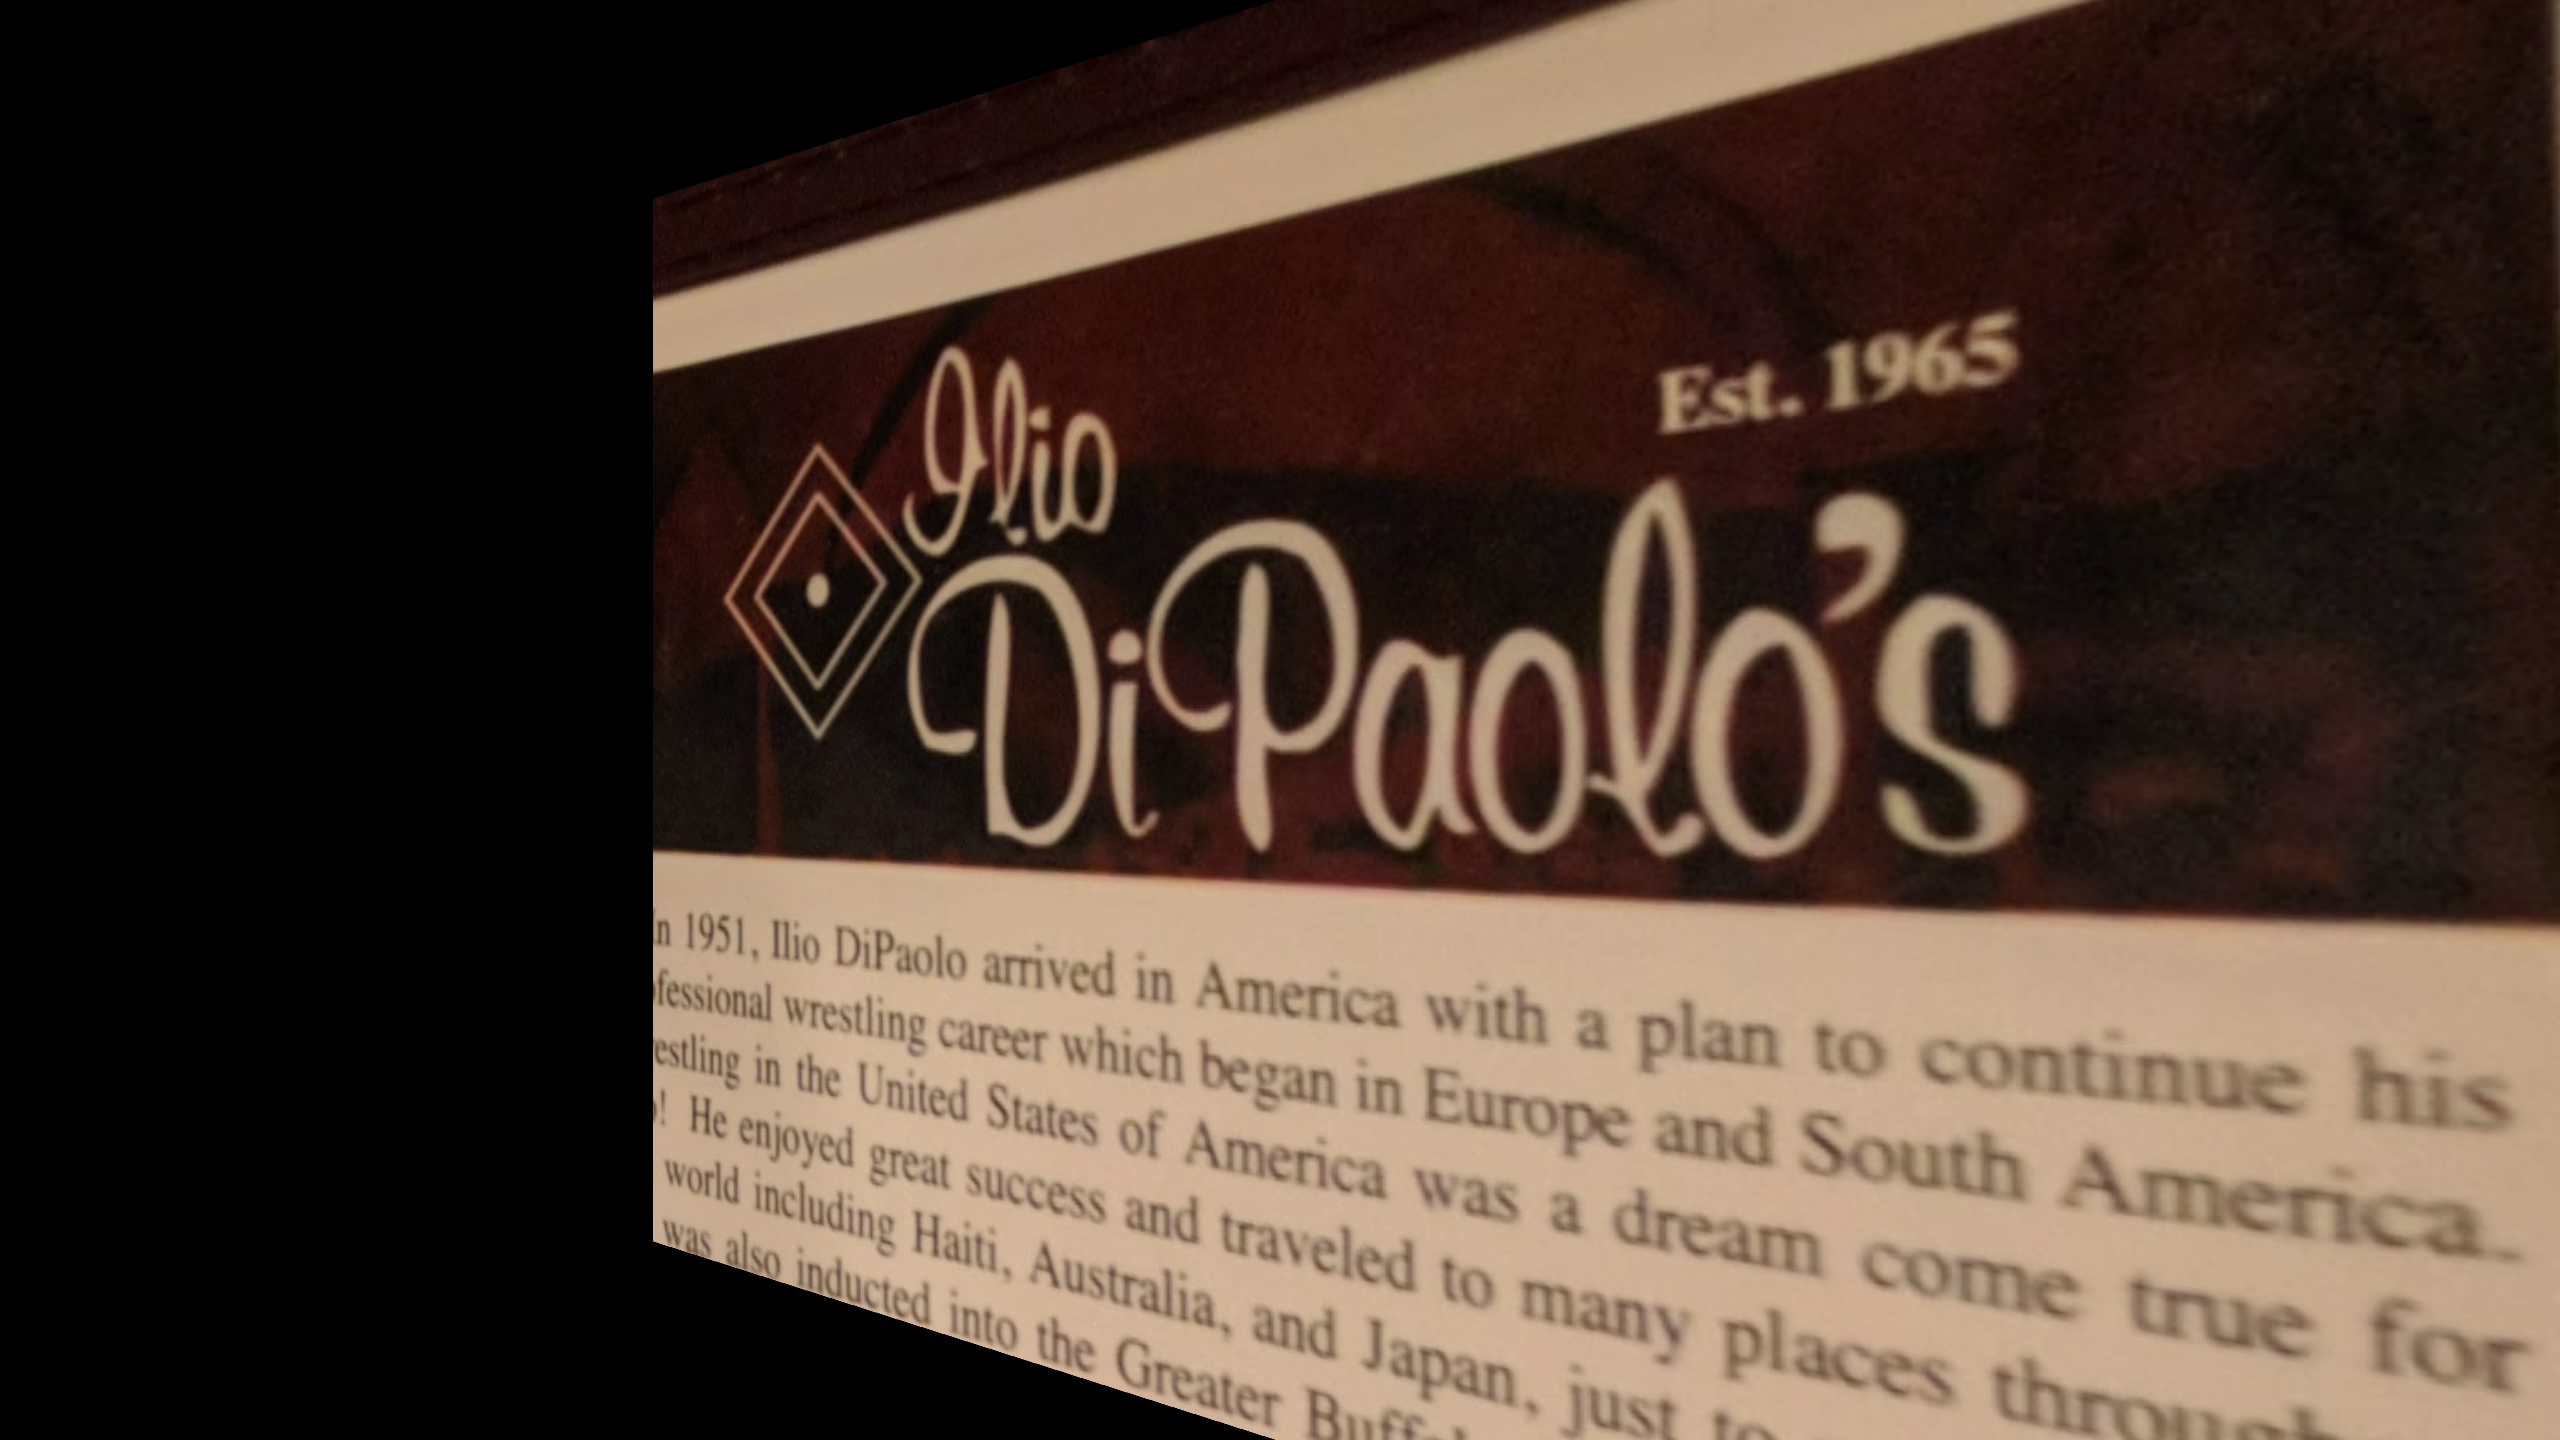 Ilio
Est. 1965
DiPaolo's
In 1951, Ilio DiPaolo arrived in America with a plan to continue his
wrestling career which began in Europe and South America.
in the United States of America was a dream come true for
He enjoyed great success and traveled to many places
world including Haiti, Australia, and Japan, just to
was also inducted into the Greater